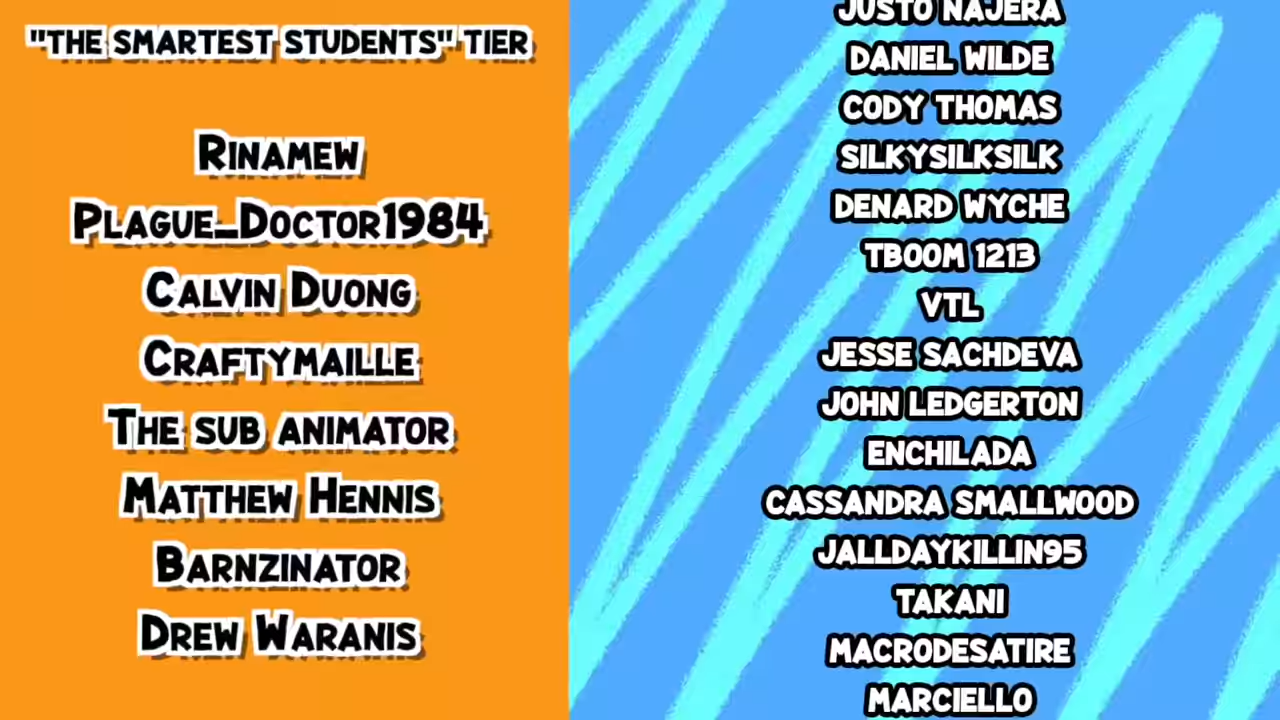 "THE SMARTEST STUDENTS" TIER
RINAMEW
PLAGUE_DOCTOR1984
CALVIN DUONG
CRAFTYMAILLE
THE SUB ANIMATOR
MATTHEW HENNIS
BARNZINATOR
DREW WARANIS
JUSTO NAJERA
DANIEL WILDE
CODY THOMAS
SILKYSILKSILK
DENARD WYCHE
TBOOM 1213
VTL
JESSE SACHDEVA
JOHN LEDGERTON
ENCHILADA
CASSANDRA SMALLWOOD
JALLDAYKILLIN95
TAKANI
MACRODESATIRE
MARCIELLO